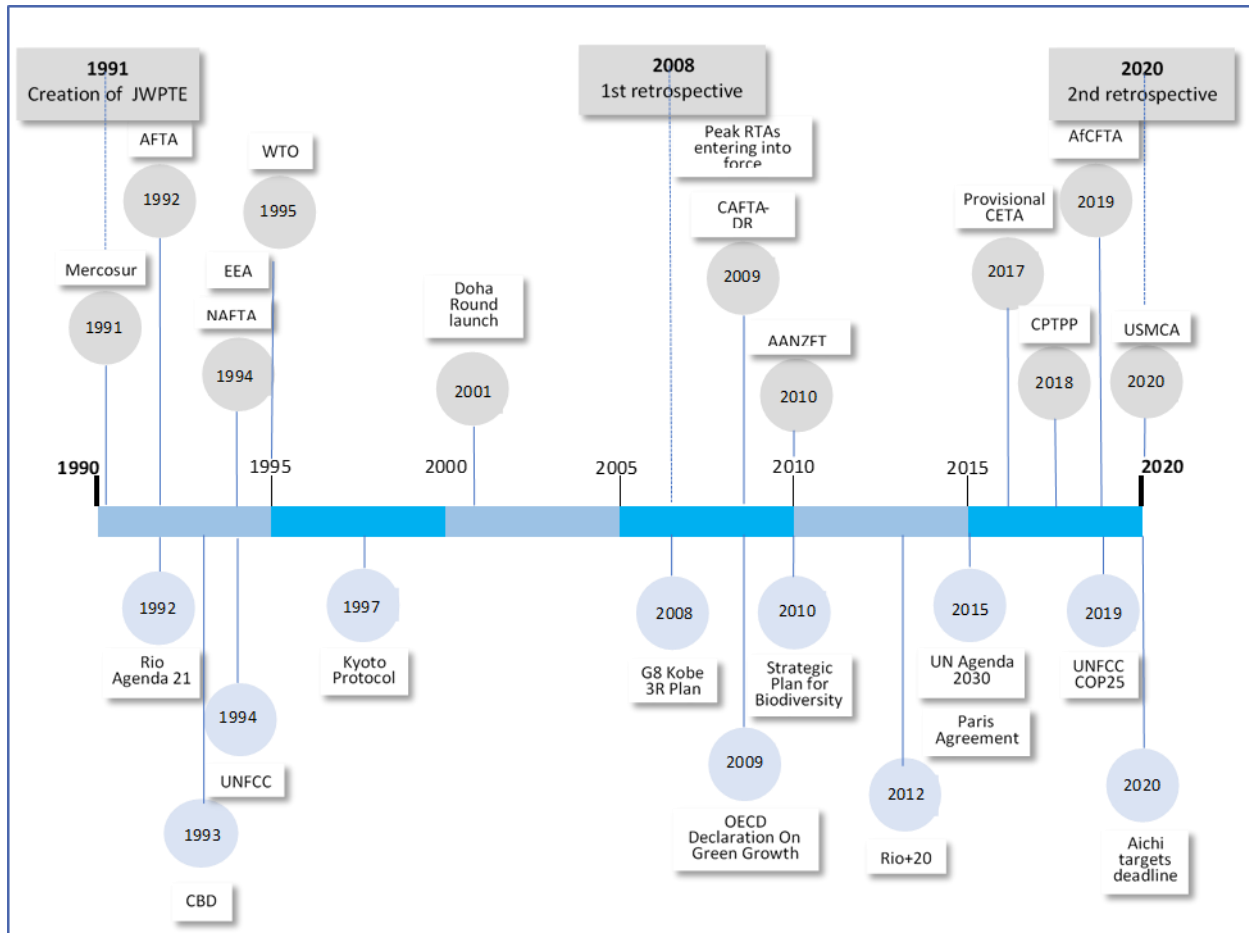 1991
Creation of JWPTE
2008
1st retrospective
2020
2nd retrospective
AFTA
1992
WTO
1995
Peak RTAs
entering into
force
AfCFTA
2019
Mercosur
1991
EEA
NAFTA
1994
Doha
Round
launch
2001
CAFTA-
DR
2009
AANZFT
2010
Provisional
CETA
2017
CPTPP
2018
USMCA
2020
1990
1995
2000
2005
2010
2015
2020
1992
Rio
Agenda 21
1994
UNFCC
1993
CBD
1997
Kyoto
Protocol
2008
G8 Kobe
3R Plan
2009
OECD
Declaration On
Green Growth
2010
Strategic
Plan for
Biodiversity
2012
Rio+20
2015
UN Agenda
2030
Paris
Agreement
2019
UNFCC
COP25
2020
Aichi
targets
deadline